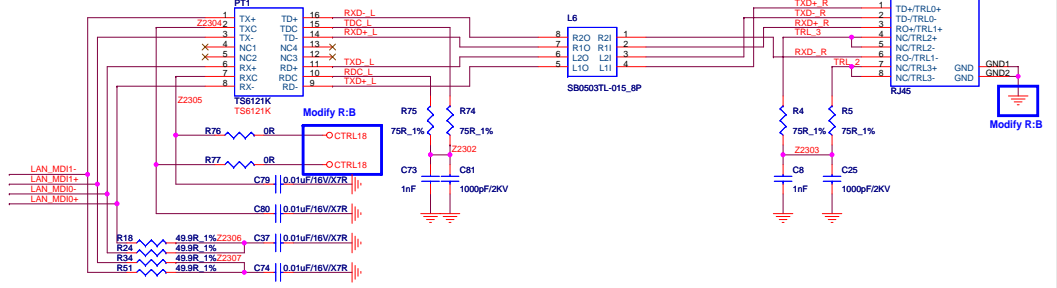 PT1
1 TX+ TD+ 16 RXD-_L
Z2304 2 TXC TDC 15 TDC_L
3 TX- TD- 14 RXD+_L
4 NC1 NC4 13
5 NC2 NC3 12
6 RX+ RD+ 11 TXD-_L
7 RXC RDC 10 RDC_L
8 RX- RD- 9 TXD+_L
TS6121K
TS6121K
Z2305
L6
8 R2O R2I 1
7 R1O R1I 2
6 L2O L2I 3
5 L1O L1I 4
SB0503TL-015_8P
TXD+_R 1 TD+/TRL0+
TXD-_R 2 TD-/TRL0-
RXD+_R 3 RO+/TRL1+
TRL_3 4 NC/TRL2+
5 NC/TRL2-
RXD-_R 6 RO-/TRL1-
TRL_2 7 NC/TRL3+ GND GND1
8 NC/TRL3- GND GND2
RJ45
Modify R:B
Modify R:B
R76 0R CTRL18
R77 0R CTRL18
R75 R74
75R_1% 75R_1%
Z2302
C73 C81
1nF 1000pF/2KV
R4 R5
75R_1% 75R_1%
Z2303
C8 C25
1nF 1000pF/2KV
LAN_MDI1-
LAN_MDI1+
LAN_MDI0-
LAN_MDI0+
C79 0.01uF/16V/X7R
C80 0.01uF/16V/X7R
R18 49.9R_1% Z2306 C37 0.01uF/16V/X7R
R24 49.9R_1%
R34 49.9R_1% Z2307
R51 49.9R_1% C74 0.01uF/16V/X7R